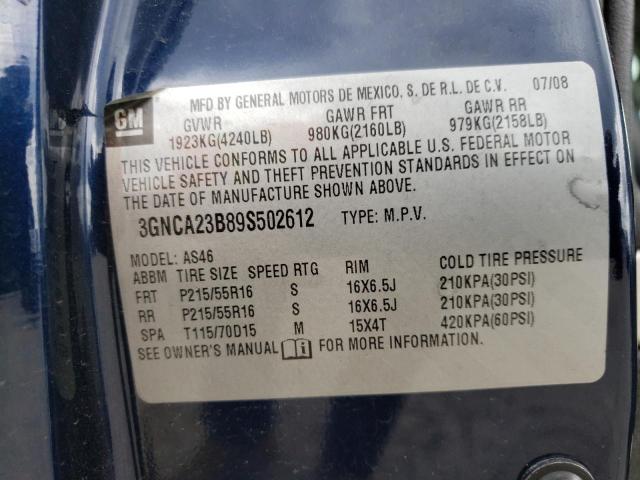 MFD BY GENERAL MOTORS DE MEXICO, S. DE R.L. DE C.V. 07/08
GM
GVWR GAWR FRT GAWR RR
1923KG(4240LB) 980KG(2160LB) 979KG(2158LB)
THIS VEHICLE CONFORMS TO ALL APPLICABLE U.S. FEDERAL MOTOR
VEHICLE SAFETY AND THEFT PREVENTION STANDARDS IN EFFECT ON
THE DATE OF MANUFACTURE SHOWN ABOVE.
3GNCA23B89S502612 TYPE: M.P.V.
MODEL: AS46
ABBM TIRE SIZE SPEED RTG RIM COLD TIRE PRESSURE
FRT P215/55R16 S 16X6.5J 210KPA(30PSI)
RR P215/55R16 S 16X6.5J 210KPA(30PSI)
SPA T115/70D15 M 15X4T 420KPA(60PSI)
SEE OWNER'S MANUAL FOR MORE INFORMATION.